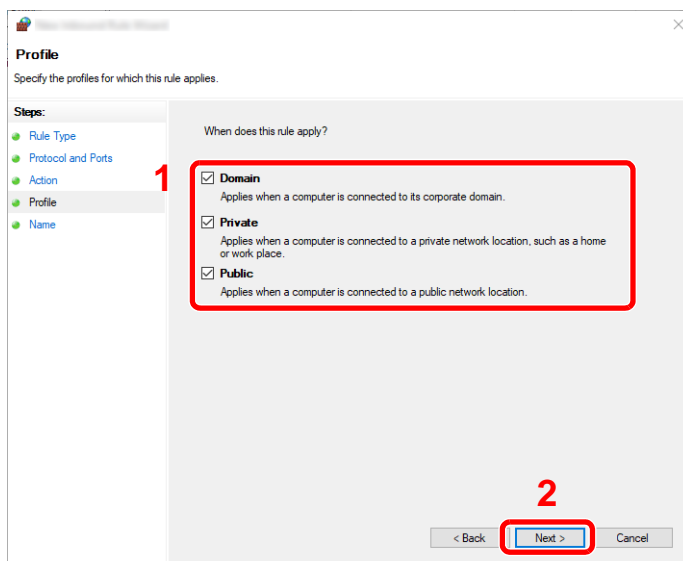 Profile
Specify the profiles for which this rule applies.
Steps:
Rule Type
Protocol and Ports
Action
Profile
Name
When does this rule apply?
1
Domain
Applies when a computer is connected to its corporate domain.
Private
Applies when a computer is connected to a private network location, such as a home
or work place.
Public
Applies when a computer is connected to a public network location.
2
< Back
Next >
Cancel